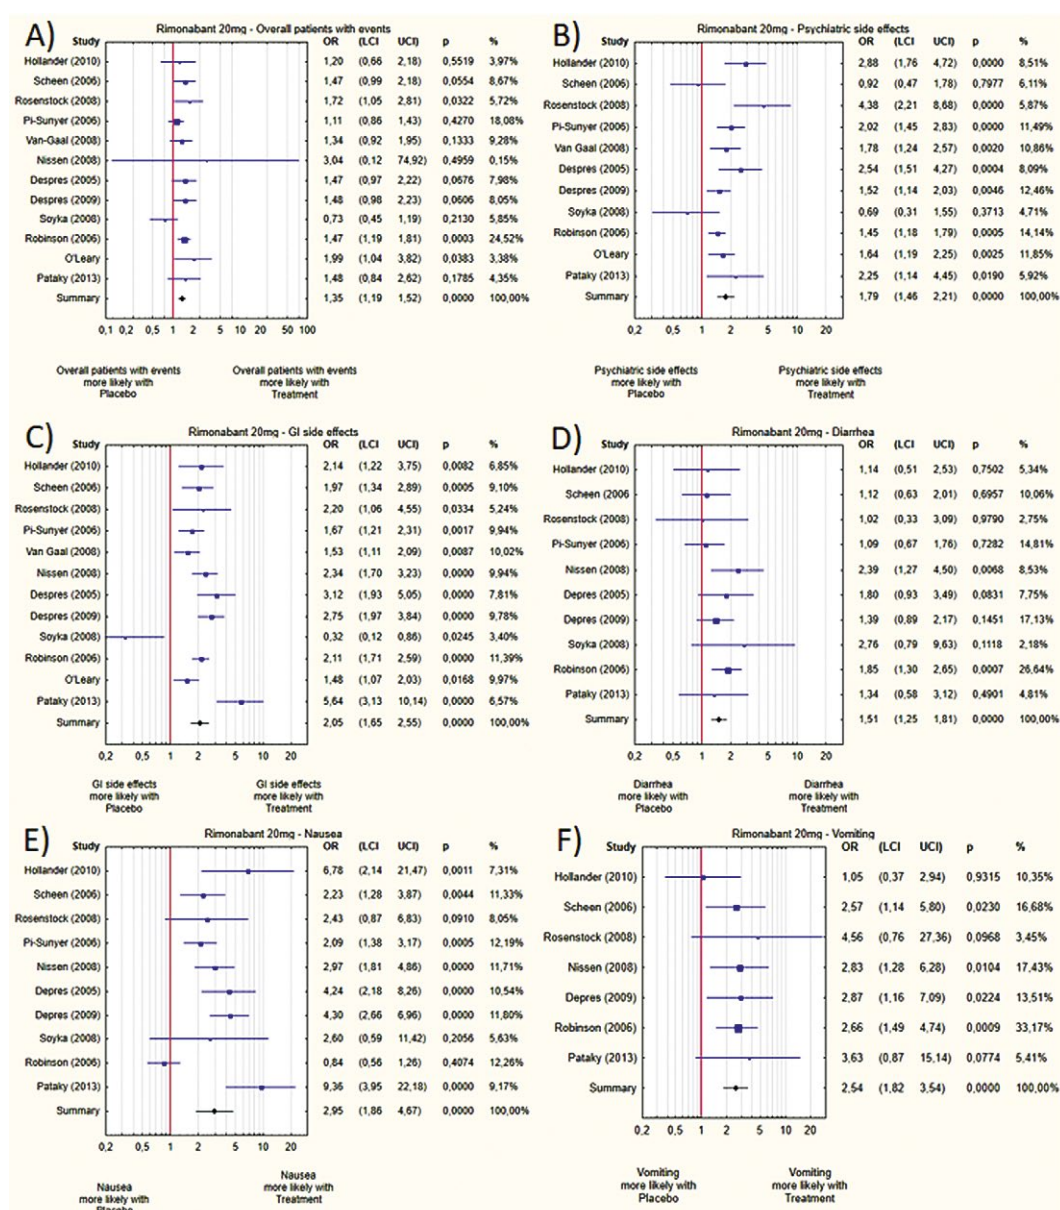 A)
Rimonabant 20mg - Overall patients with events
Study OR (LCI UCI) p %
Hollander (2010) 1,20 (0,66 2,18) 0,5519 3,97%
Scheen (2006) 1,47 (0,99 2,18) 0,0554 8,67%
Rosenstock (2008) 1,72 (1,05 2,81) 0,0322 5,72%
Pi-Sunyer (2006) 1,11 (0,86 1,43) 0,4270 18,08%
Van-Gaal (2008) 1,34 (0,92 1,95) 0,1333 9,28%
Nissen (2008) 3,04 (0,12 74,92) 0,4959 0,15%
Despres (2005) 1,47 (0,97 2,22) 0,0676 7,98%
Despres (2009) 1,48 (0,98 2,23) 0,0606 8,05%
Soyka (2008) 0,73 (0,45 1,19) 0,2130 5,85%
Robinson (2006) 1,47 (1,19 1,81) 0,0003 24,52%
O'Leary 1,99 (1,04 3,82) 0,0383 3,38%
Pataky (2013) 1,48 (0,84 2,62) 0,1785 4,35%
Summary 1,35 (1,19 1,52) 0,0000 100,00%
0,1 0,2 0,5 1 2 5 10 20 50 100
Overall patients with events Overall patients with events
more likely with more likely with
Placebo Treatment
B)
Rimonabant 20mg - Psychiatric side effects
Study OR (LCI UCI) p %
Hollander (2010) 2,88 (1,76 4,72) 0,0000 8,51%
Scheen (2006) 0,92 (0,47 1,78) 0,7977 6,11%
Rosenstock (2008) 4,38 (2,21 8,68) 0,0000 5,87%
Pi-Sunyer (2006) 2,02 (1,45 2,83) 0,0000 11,49%
Van Gaal (2008) 1,78 (1,24 2,57) 0,0020 10,86%
Despres (2005) 2,54 (1,51 4,27) 0,0004 8,09%
Despres (2009) 1,52 (1,14 2,03) 0,0046 12,46%
Soyka (2008) 0,69 (0,31 1,55) 0,3713 4,71%
Robinson (2006) 1,45 (1,18 1,79) 0,0005 14,14%
O'Leary 1,64 (1,19 2,25) 0,0025 11,85%
Pataky (2013) 2,25 (1,14 4,45) 0,0190 5,92%
Summary 1,79 (1,46 2,21) 0,0000 100,00%
0,2 0,5 1 2 5 10 20
Psychiatric side effects Psychiatric side effects
more likely with more likely with
Placebo Treatment
C)
Rimonabant 20mg - GI side effects
Study OR (LCI UCI) p %
Hollander (2010) 2,14 (1,22 3,75) 0,0082 6,85%
Scheen (2006) 1,97 (1,34 2,89) 0,0005 9,10%
Rosenstock (2008) 2,20 (1,06 4,55) 0,0334 5,24%
Pi-Sunyer (2006) 1,67 (1,21 2,31) 0,0017 9,94%
Van Gaal (2008) 1,53 (1,11 2,09) 0,0087 10,02%
Nissen (2008) 2,34 (1,70 3,23) 0,0000 9,94%
Despres (2005) 3,12 (1,93 5,05) 0,0000 7,81%
Despres (2009) 2,75 (1,97 3,84) 0,0000 9,78%
Soyka (2008) 0,32 (0,12 0,86) 0,0245 3,40%
Robinson (2006) 2,11 (1,71 2,59) 0,0000 11,39%
O'Leary 1,48 (1,07 2,03) 0,0168 9,97%
Pataky (2013) 5,64 (3,13 10,14) 0,0000 6,57%
Summary 2,05 (1,65 2,55) 0,0000 100,00%
0,2 0,5 1 2 5 10 20
GI side effects GI side effects
more likely with more likely with
Placebo Treatment
D)
Rimonabant 20mg - Diarrhea
Study OR (LCI UCI) p %
Hollander (2010) 1,14 (0,51 2,53) 0,7502 5,34%
Scheen (2006 1,12 (0,63 2,01) 0,6957 10,06%
Rosenstock (2008) 1,02 (0,33 3,09) 0,9790 2,75%
Pi-Sunyer (2006) 1,09 (0,67 1,76) 0,7282 14,81%
Nissen (2008) 2,39 (1,27 4,50) 0,0068 8,53%
Depres (2005) 1,80 (0,93 3,49) 0,0831 7,75%
Depres (2009) 1,39 (0,89 2,17) 0,1451 17,13%
Soyka (2008) 2,76 (0,79 9,63) 0,1118 2,18%
Robinson (2006) 1,85 (1,30 2,65) 0,0007 26,64%
Pataky (2013) 1,34 (0,58 3,12) 0,4901 4,81%
Summary 1,51 (1,25 1,81) 0,0000 100,00%
0,2 0,5 1 2 5 10 20
Diarrhea Diarrhea
more likely with more likely with
Placebo Treatment
E)
Rimonabant 20mg - Nausea
Study OR (LCI UCI) p %
Hollander (2010) 6,78 (2,14 21,47) 0,0011 7,31%
Scheen (2006) 2,23 (1,28 3,87) 0,0044 11,33%
Rosenstock (2008) 2,43 (0,87 6,83) 0,0910 8,05%
Pi-Sunyer (2006) 2,09 (1,38 3,17) 0,0005 12,19%
Nissen (2008) 2,97 (1,81 4,86) 0,0000 11,71%
Depres (2005) 4,24 (2,18 8,26) 0,0000 10,54%
Depres (2009) 4,30 (2,66 6,96) 0,0000 11,80%
Soyka (2008) 2,60 (0,59 11,42) 0,2056 5,63%
Robinson (2006) 0,84 (0,56 1,26) 0,4074 12,26%
Pataky (2013) 9,36 (3,95 22,18) 0,0000 9,17%
Summary 2,95 (1,86 4,67) 0,0000 100,00%
0,2 0,5 1 2 5 10 20
Nausea Nausea
more likely with more likely with
Placebo Treatment
F)
Rimonabant 20mg - Vomiting
Study OR (LCI UCI) p %
Hollander (2010) 1,05 (0,37 2,94) 0,9315 10,35%
Scheen (2006) 2,57 (1,14 5,80) 0,0230 16,68%
Rosenstock (2008) 4,56 (0,76 27,36) 0,0968 3,45%
Nissen (2008) 2,83 (1,28 6,28) 0,0104 17,43%
Depres (2009) 2,87 (1,16 7,09) 0,0224 13,51%
Robinson (2006) 2,66 (1,49 4,74) 0,0009 33,17%
Pataky (2013) 3,63 (0,87 15,14) 0,0774 5,41%
Summary 2,54 (1,82 3,54) 0,0000 100,00%
0,2 0,5 1 2 5 10 20
Vomiting Vomiting
more likely with more likely with
Placebo Treatment